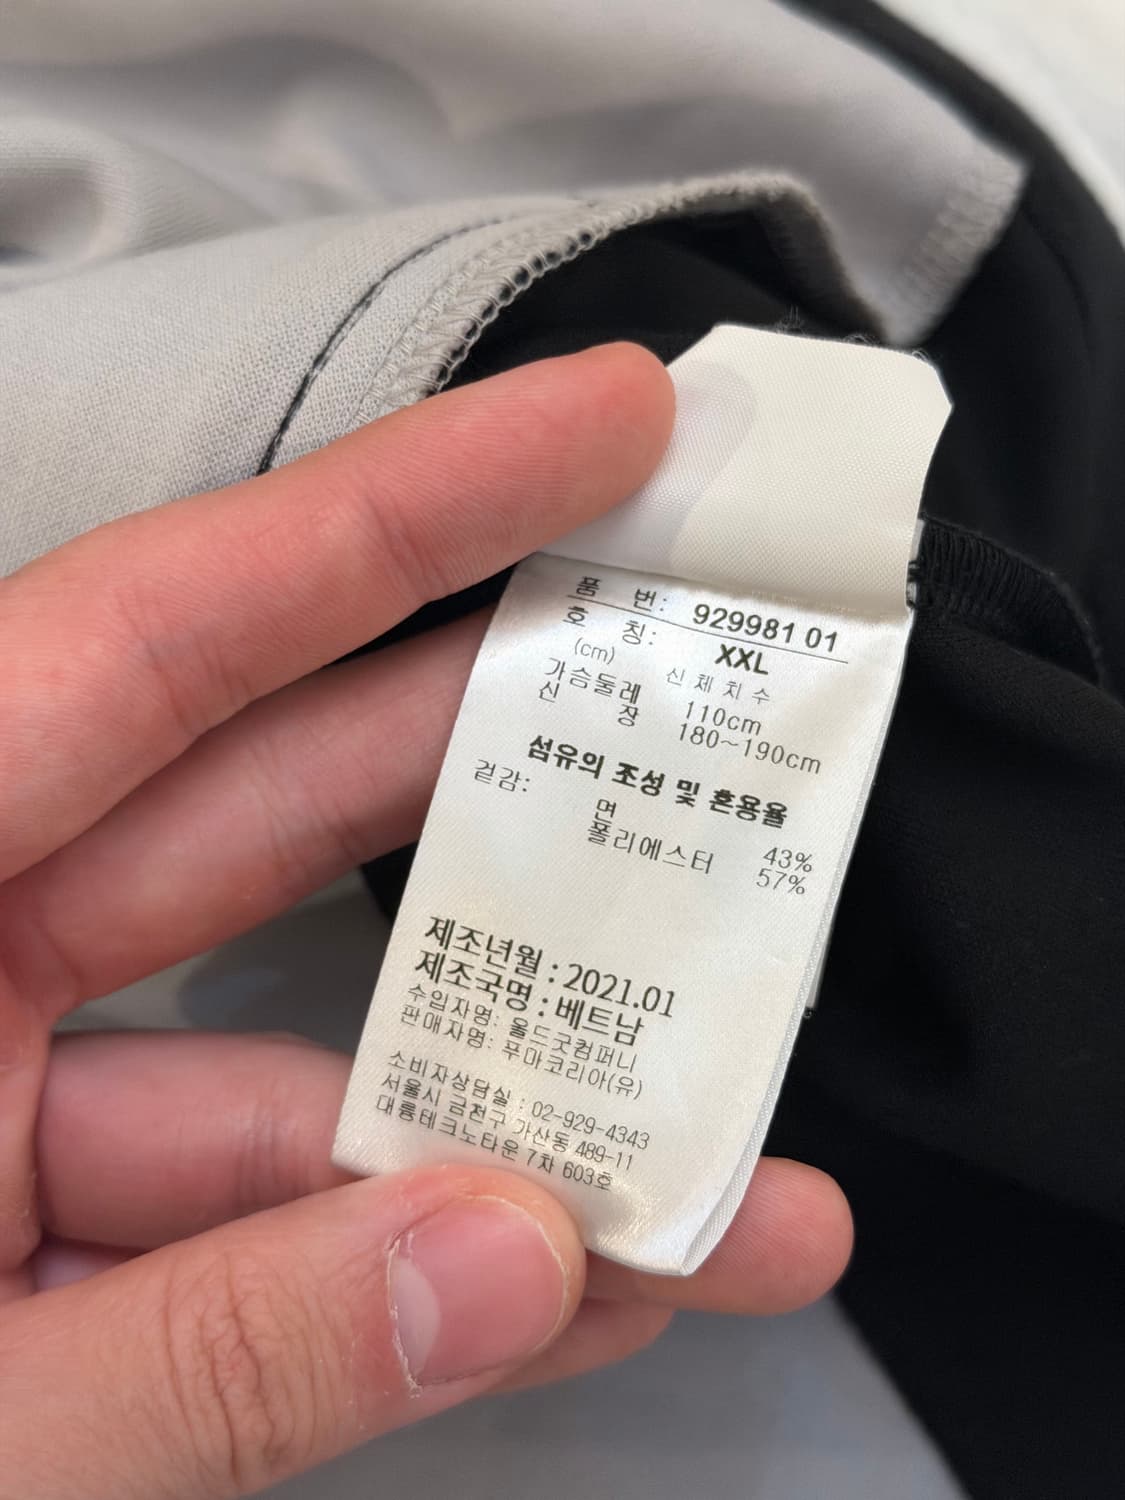 품 번: 929981 01
호 칭: XXL
(cm) 신체치수
가슴둘레 110cm
신 장 180~190cm
섬유의 조성 및 혼용율
겉감:
면 43%
폴리에스터 57%
제조년월 : 2021.01
제조국명 : 베트남
수입자명: 올드굿컴퍼니
판매자명: 푸마코리아(유)
소비자상담실 : 02-929-4343
서울시 금천구 가산동 489-11
대륭테크노타운 7차 603호